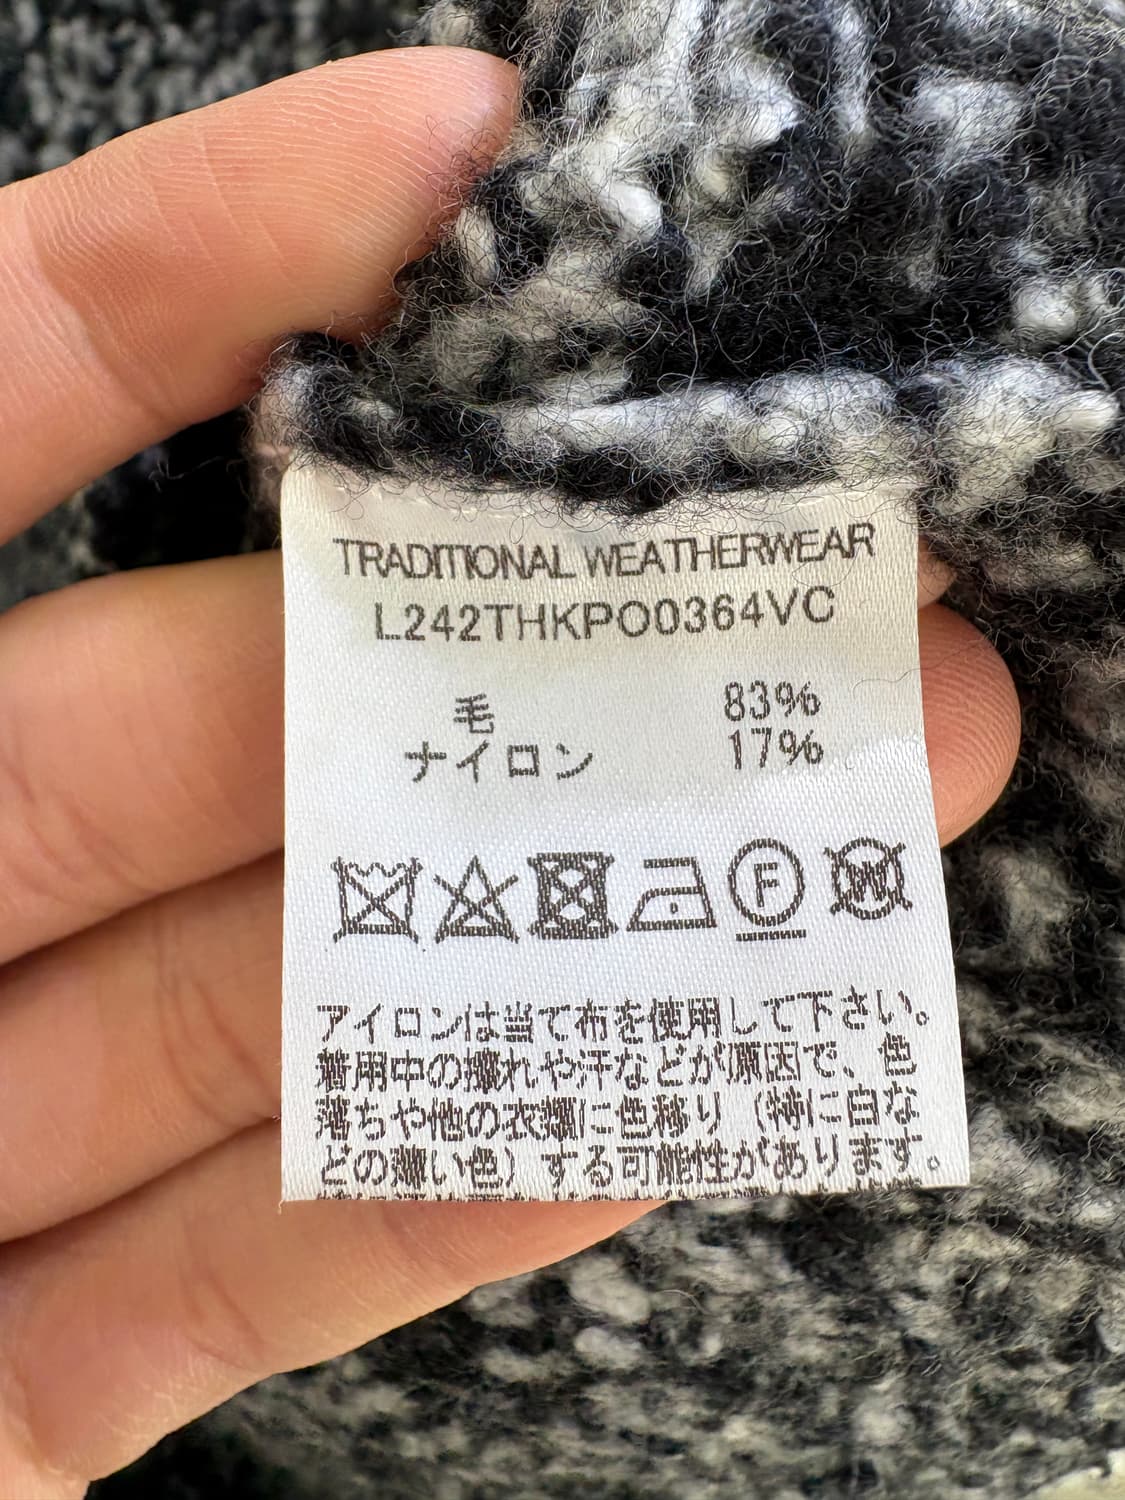 TRADITIONAL WEATHERWEAR
L242THKPO0364VC
毛 83%
ナイロン 17%
F
W
アイロンは当て布を使用して下さい。
着用中の擦れや汗などが原因で、色
落ちや他の衣類に色移り（特に白な
どの薄い色）する可能性があります。